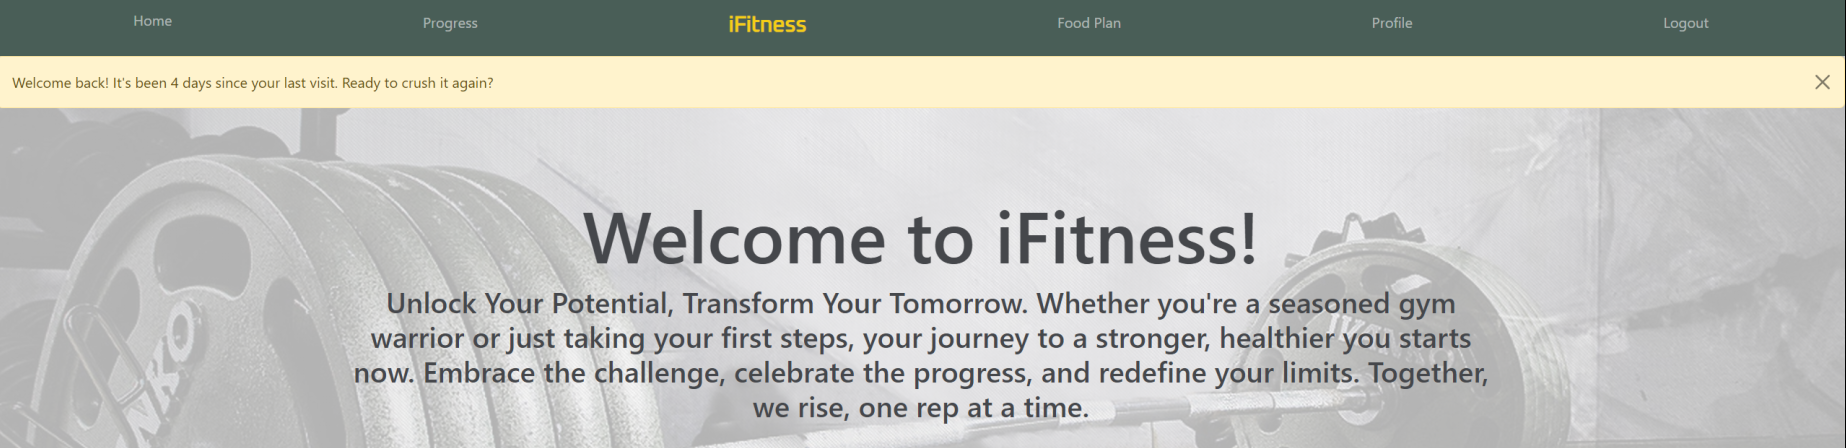 Home Progress iFitness Food Plan Profile Logout
Welcome back! It's been 4 days since your last visit. Ready to crush it again?
Welcome to iFitness!
Unlock Your Potential, Transform Your Tomorrow. Whether you're a seasoned gym
warrior or just taking your first steps, your journey to a stronger, healthier you starts
now. Embrace the challenge, celebrate the progress, and redefine your limits. Together,
we rise, one rep at a time.